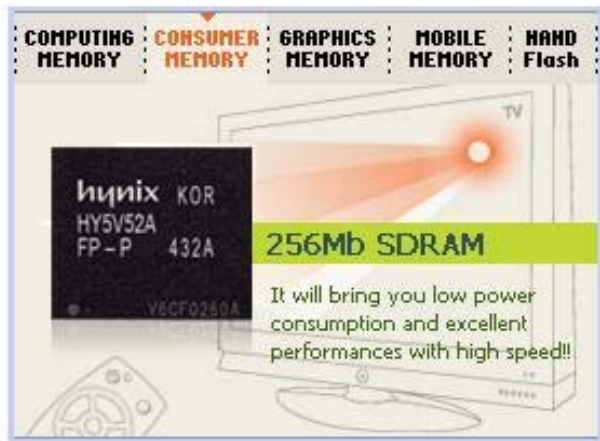 COMPUTING MEMORY
CONSUMER MEMORY
GRAPHICS MEMORY
MOBILE MEMORY
NAND Flash
TV
hynix KOR
HY5V52A
FP-P 432A
V6CF0260A
256Mb SDRAM
It will bring you low power
consumption and excellent
performances with high speed!!